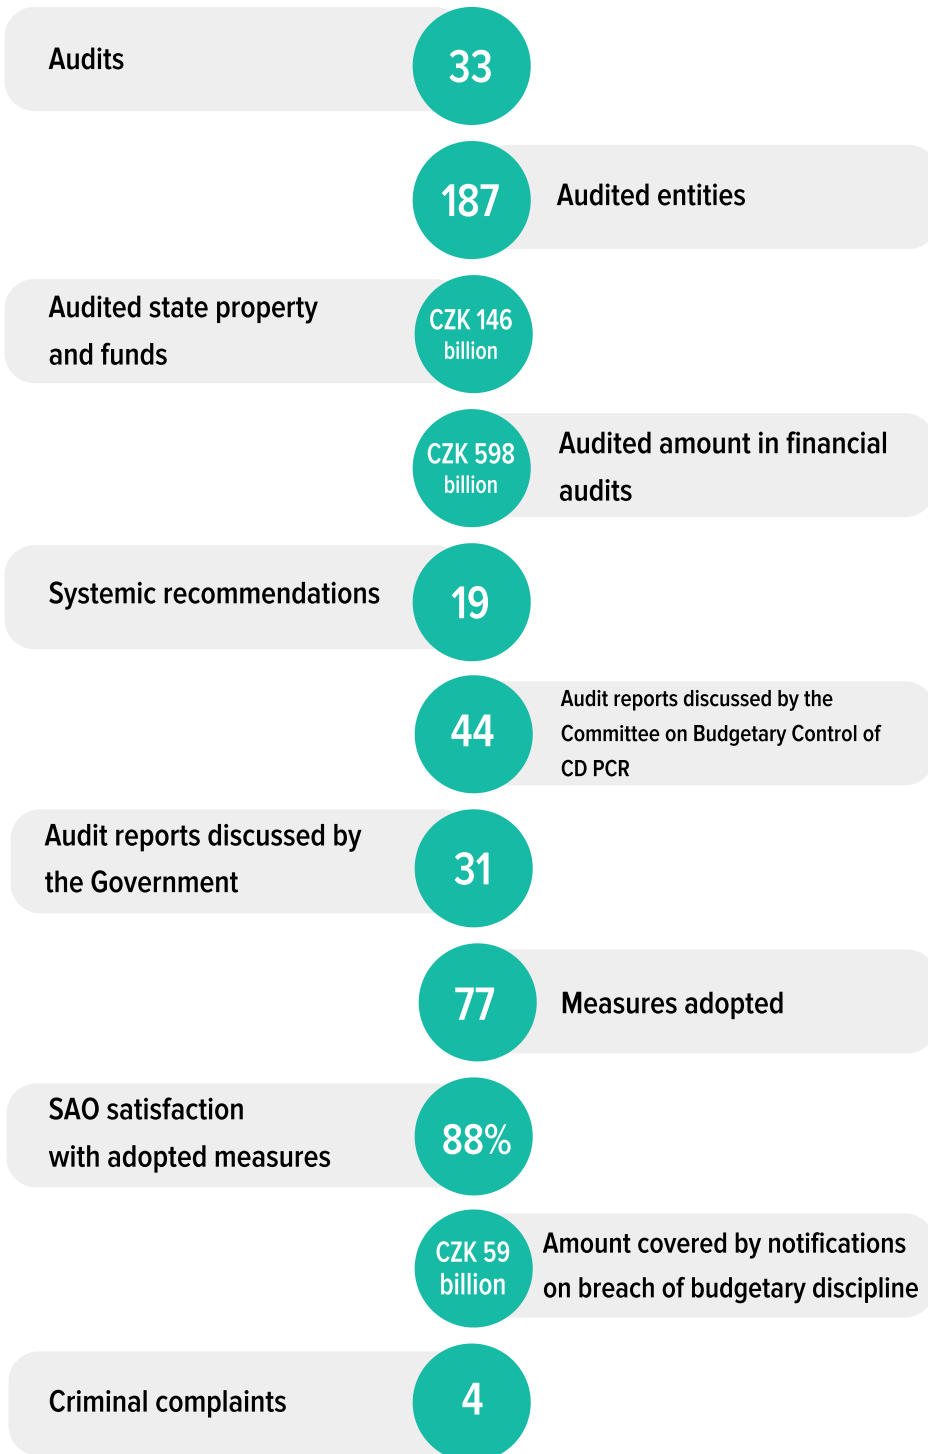 Audits
33
187
Audited entities
Audited state property
and funds
CZK 146
billion
CZK 598
billion
Audited amount in financial
audits
Systemic recommendations
19
44
Audit reports discussed by the
Committee on Budgetary Control of
CD PCR
Audit reports discussed by
the Government
31
77
Measures adopted
SAO satisfaction
with adopted measures
88%
CZK 59
billion
Amount covered by notifications
on breach of budgetary discipline
Criminal complaints
4